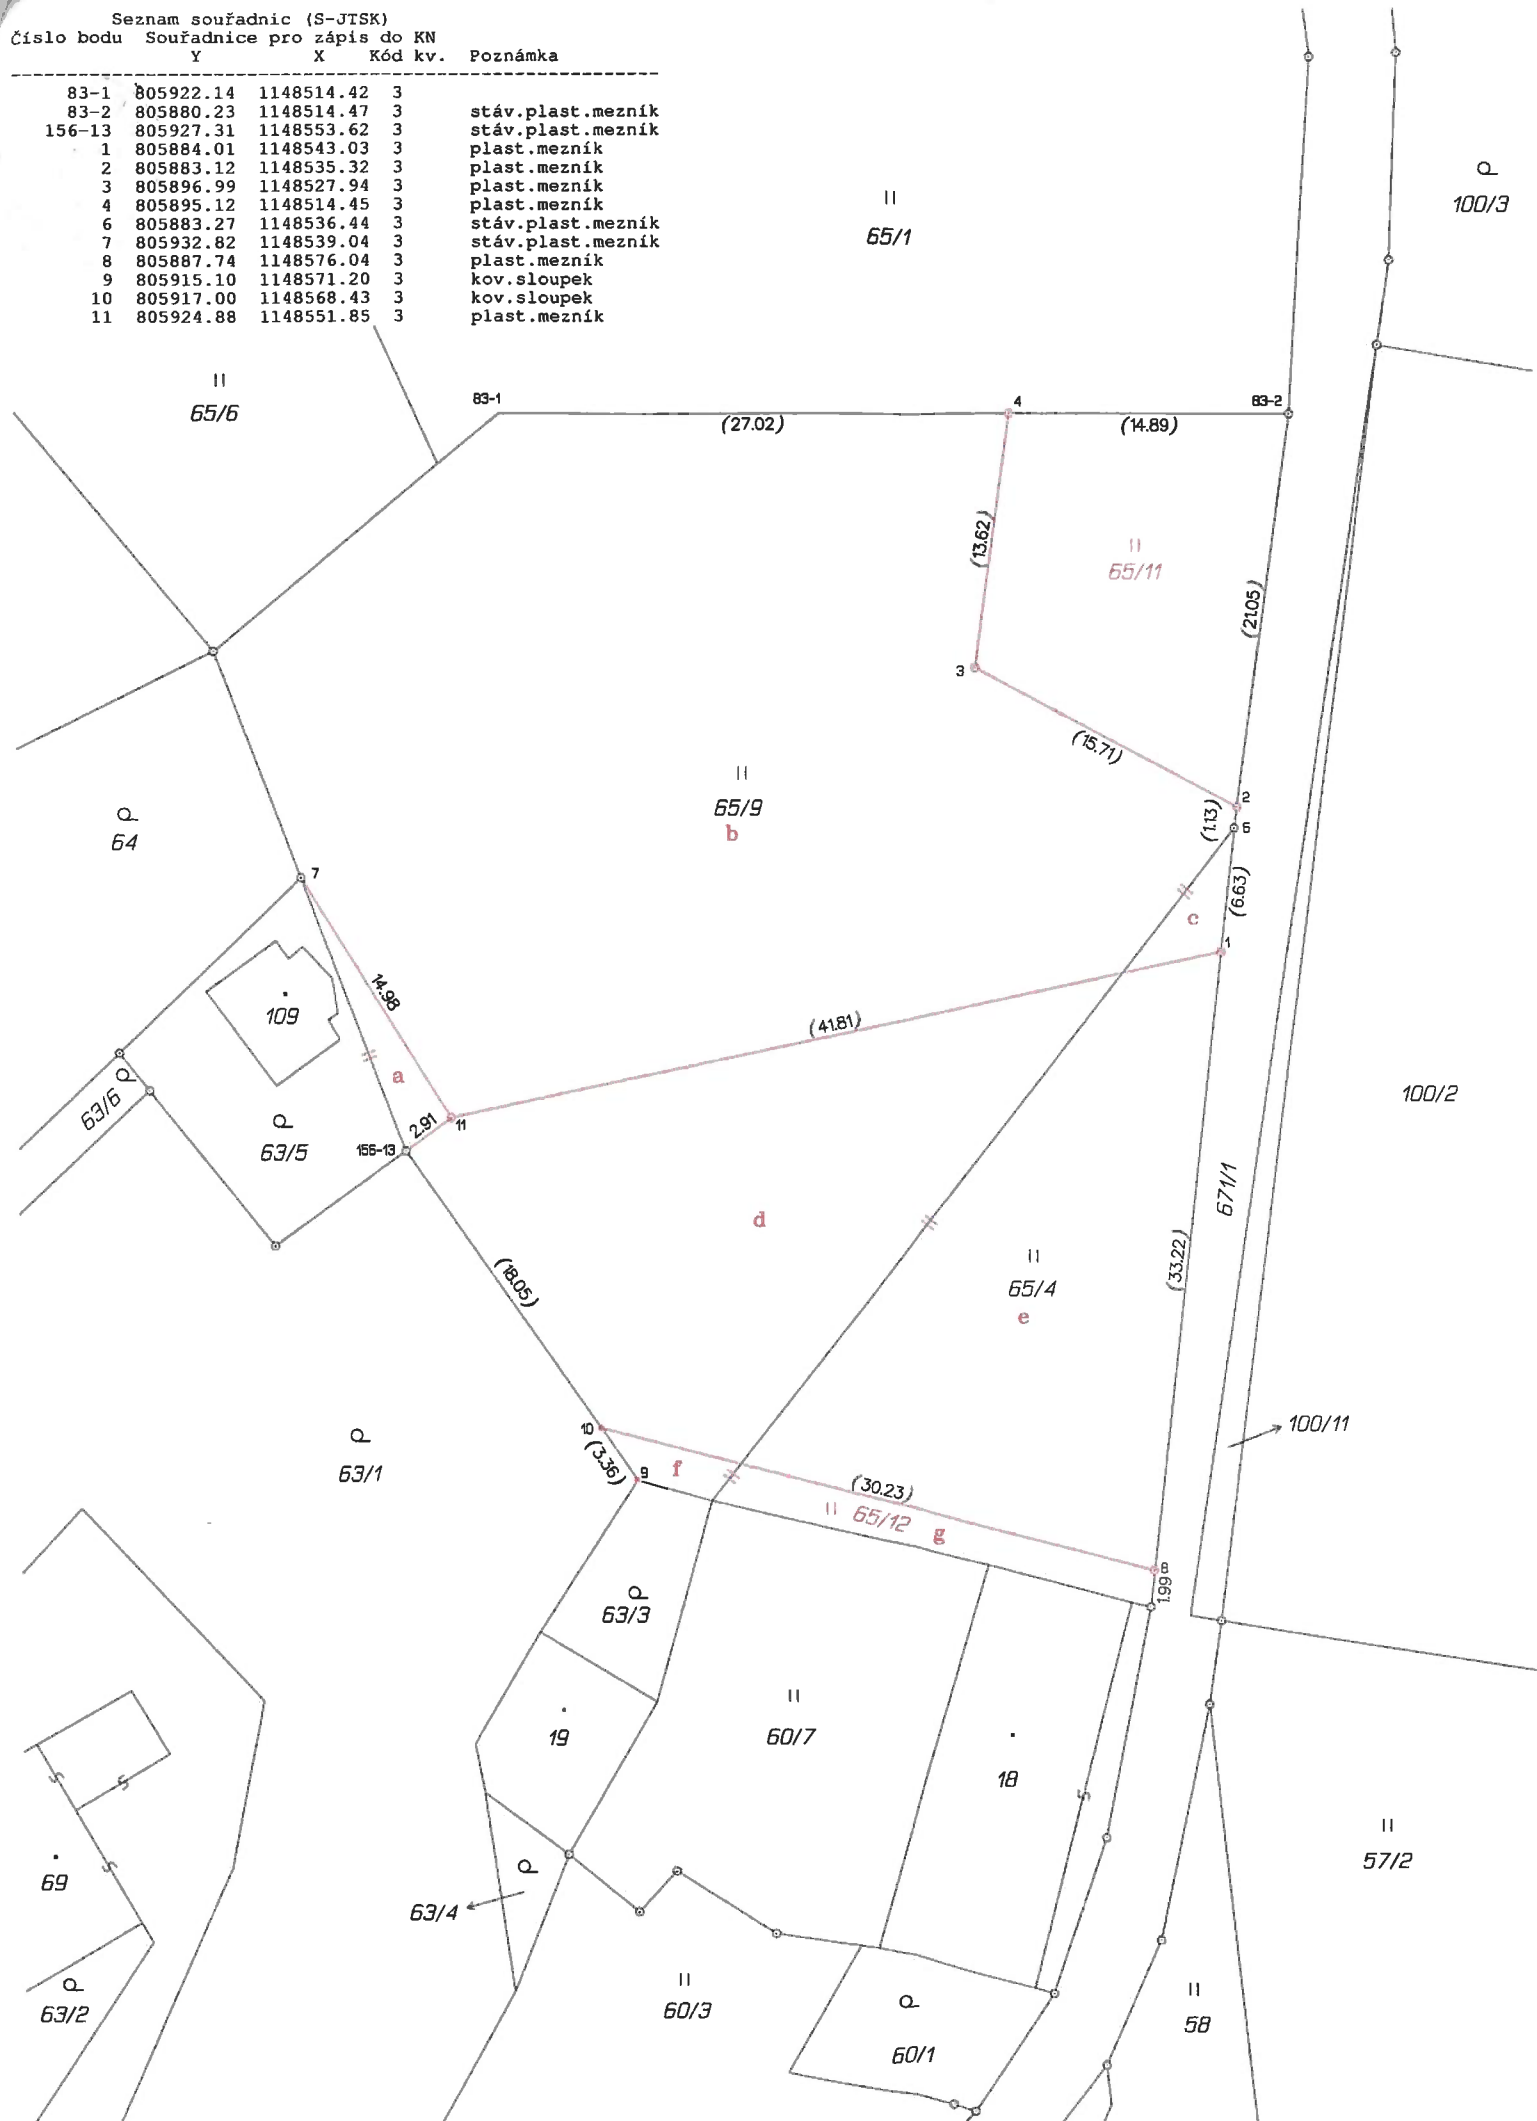 Seznam souřadnic (S-JTSK)
Číslo bodu Souřadnice pro zápis do KN
Y X Kód kv. Poznámka
83-1 805922.14 1148514.42 3
83-2 805880.23 1148514.47 3 stáv.plast.mezník
156-13 805927.31 1148553.62 3 stáv.plast.mezník
1 805884.01 1148543.03 3 plast.mezník
2 805883.12 1148535.32 3 plast.mezník
3 805896.99 1148527.94 3 plast.mezník
4 805895.12 1148514.45 3 plast.mezník
6 805883.27 1148536.44 3 stáv.plast.mezník
7 805932.82 1148539.04 3 stáv.plast.mezník
8 805887.74 1148576.04 3 plast.mezník
9 805915.10 1148571.20 3 kov.sloupek
10 805917.00 1148568.43 3 kov.sloupek
11 805924.88 1148551.85 3 plast.mezník
100/3
65/1
65/6
83-1
4
83-2
(27.02)
(14.89)
(13.62)
65/11
(21.05)
3
(15.71)
2
(1.13)
6
65/9
b
64
7
(6.63)
c
1
14.98
109
(41.81)
a
63/6
2.91
11
100/2
63/5
156-13
671/1
d
(18.05)
(33.22)
65/4
e
100/11
10
(3.36)
9
f
63/1
(30.23)
65/12
g
8
1.99
63/3
19
60/7
18
57/2
69
63/4
63/2
60/3
58
60/1